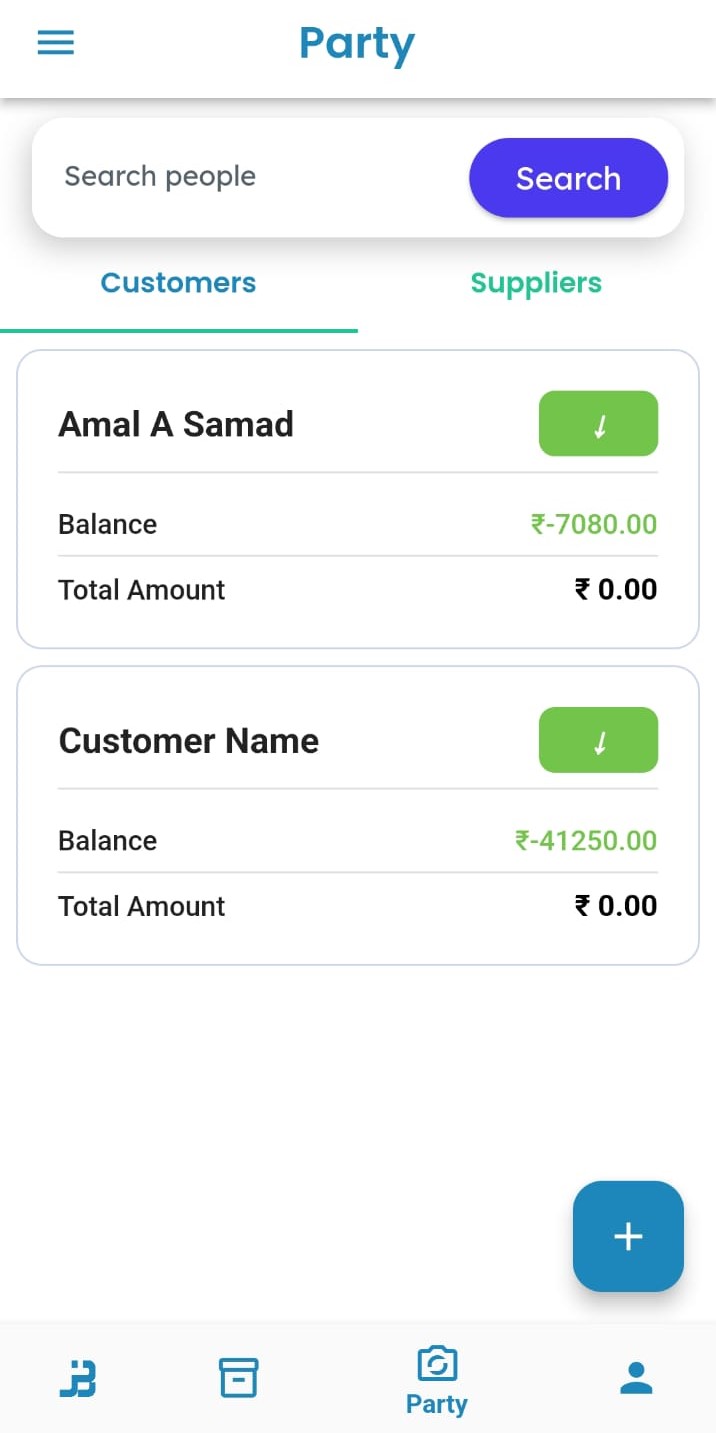 Party
Search people
Search
Customers
Suppliers
Amal A Samad
↓
Balance
₹-7080.00
Total Amount
₹ 0.00
Customer Name
↓
Balance
₹-41250.00
Total Amount
₹ 0.00
+
Party